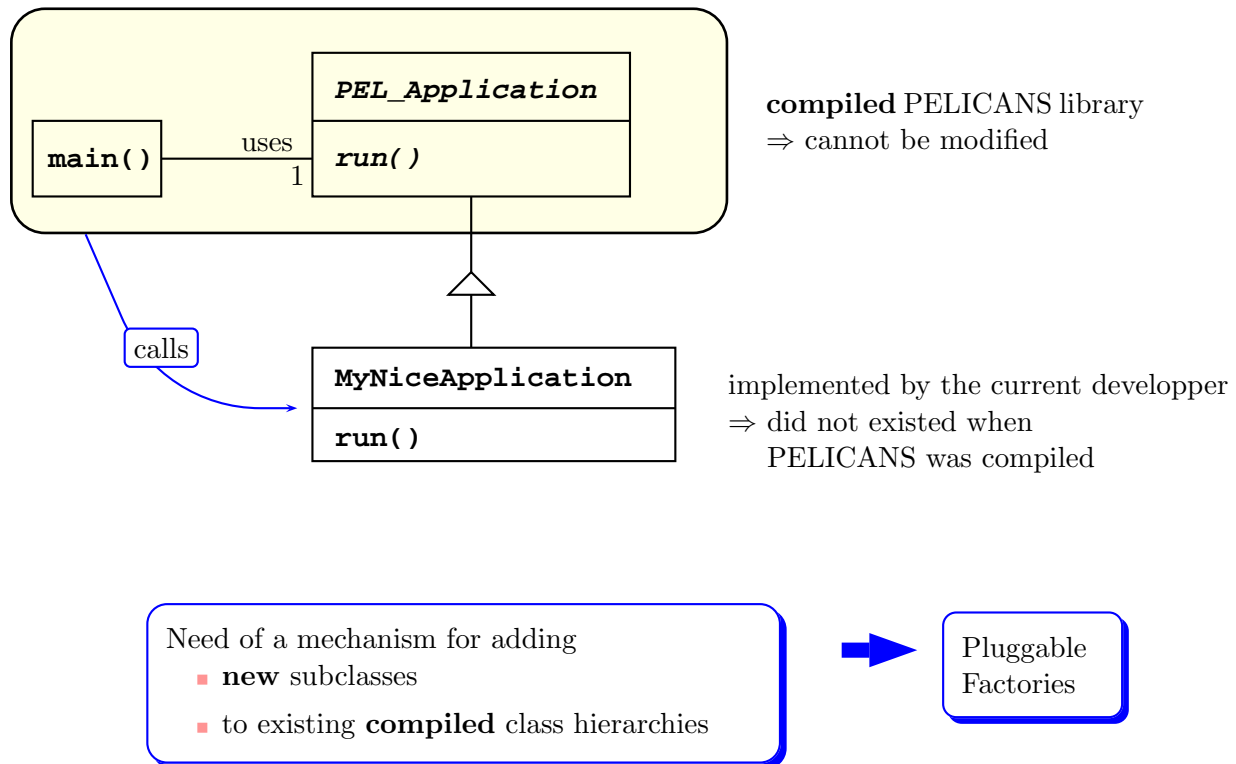 PEL_Application
compiled PELICANS library
⇒ cannot be modified
main()
uses
1
run()
calls
MyNiceApplication
run()
implemented by the current developper
⇒ did not existed when
PELICANS was compiled
Need of a mechanism for adding
new subclasses
to existing compiled class hierarchies
Pluggable
Factories